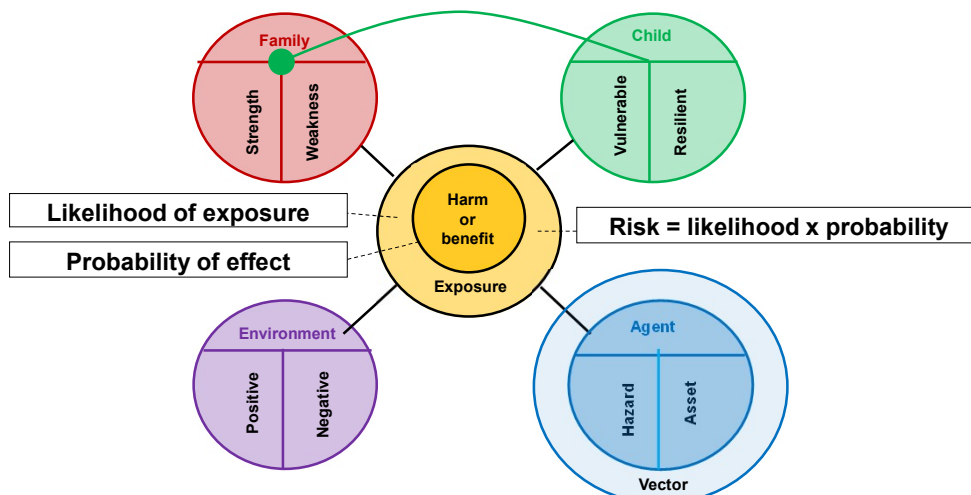 Family
Child
Strength
Weakness
Vulnerable
Resilient
Likelihood of exposure
Probability of effect
Harm
or
benefit
Exposure
Risk = likelihood x probability
Environment
Positive
Negative
Agent
Hazard
Asset
Vector